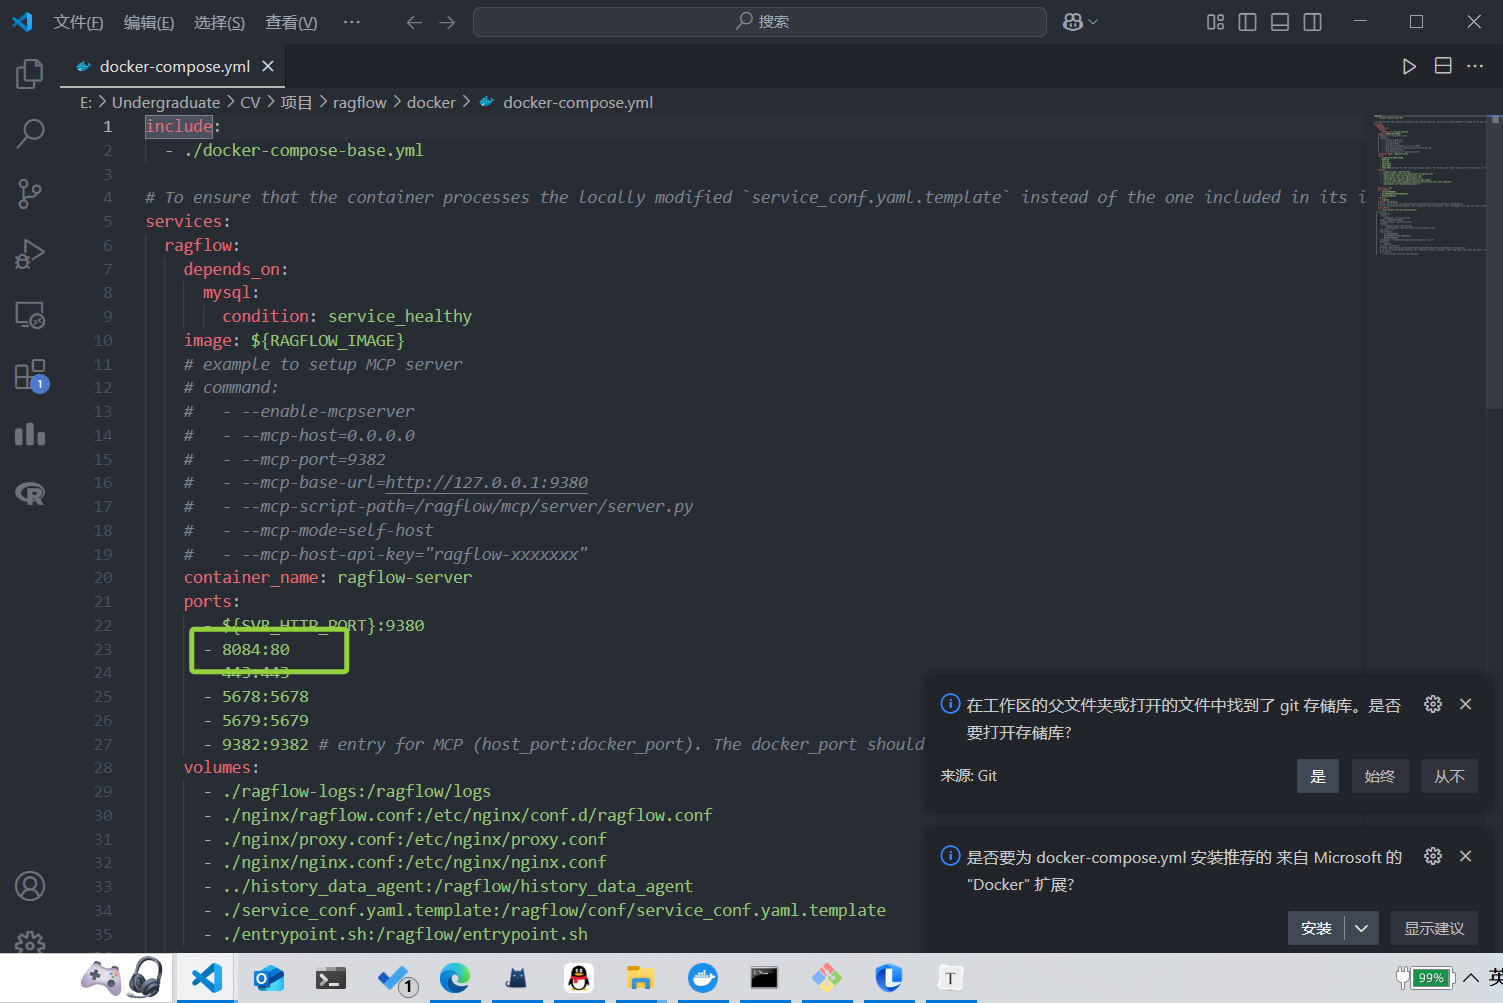 文件(F) 编辑(E) 选择(S) 查看(V) ··· 搜索
docker-compose.yml
E: > Undergraduate > CV > 项目 > ragflow > docker > docker-compose.yml
1 include:
2 - ./docker-compose-base.yml
3
4 # To ensure that the container processes the locally modified `service_conf.yaml.template` instead of the one included in its i
5 services:
6 ragflow:
7 depends_on:
8 mysql:
9 condition: service_healthy
10 image: ${RAGFLOW_IMAGE}
11 # example to setup MCP server
12 # command:
13 # - --enable-mcpserver
14 # - --mcp-host=0.0.0.0
15 # - --mcp-port=9382
16 # - --mcp-base-url=http://127.0.0.1:9380
17 # - --mcp-script-path=/ragflow/mcp/server/server.py
18 # - --mcp-mode=self-host
19 # - --mcp-host-api-key="ragflow-xxxxxxx"
20 container_name: ragflow-server
21 ports:
22 - ${SVR_HTTP_PORT}:9380
23 - 8084:80
24 - 443:443
25 - 5678:5678
26 - 5679:5679
27 - 9382:9382 # entry for MCP (host_port:docker_port). The docker_port should
28 volumes:
29 - ./ragflow-logs:/ragflow/logs
30 - ./nginx/ragflow.conf:/etc/nginx/conf.d/ragflow.conf
31 - ./nginx/proxy.conf:/etc/nginx/proxy.conf
32 - ./nginx/nginx.conf:/etc/nginx/nginx.conf
33 - ../history_data_agent:/ragflow/history_data_agent
34 - ./service_conf.yaml.template:/ragflow/conf/service_conf.yaml.template
35 - ./entrypoint.sh:/ragflow/entrypoint.sh
1
在工作区的父文件夹或打开的文件中找到了 git 存储库。是否
要打开存储库?
来源: Git
是 始终 从不
是否要为 docker-compose.yml 安装推荐的 来自 Microsoft 的
"Docker" 扩展?
安装 显示建议
1
T
99%
英